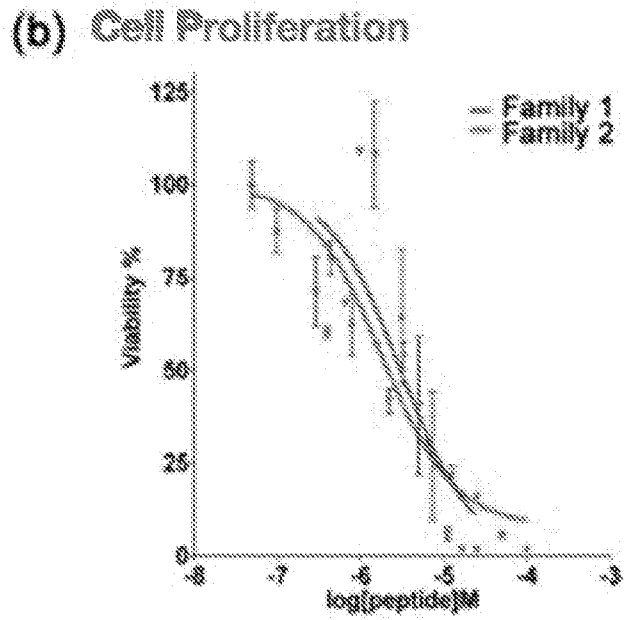 (b) Cell Proliferation
125
Family 1
Family 2
100
75
50
25
0
Viability %
-8 -7 -6 -5 -4 -3
log[peptide]M